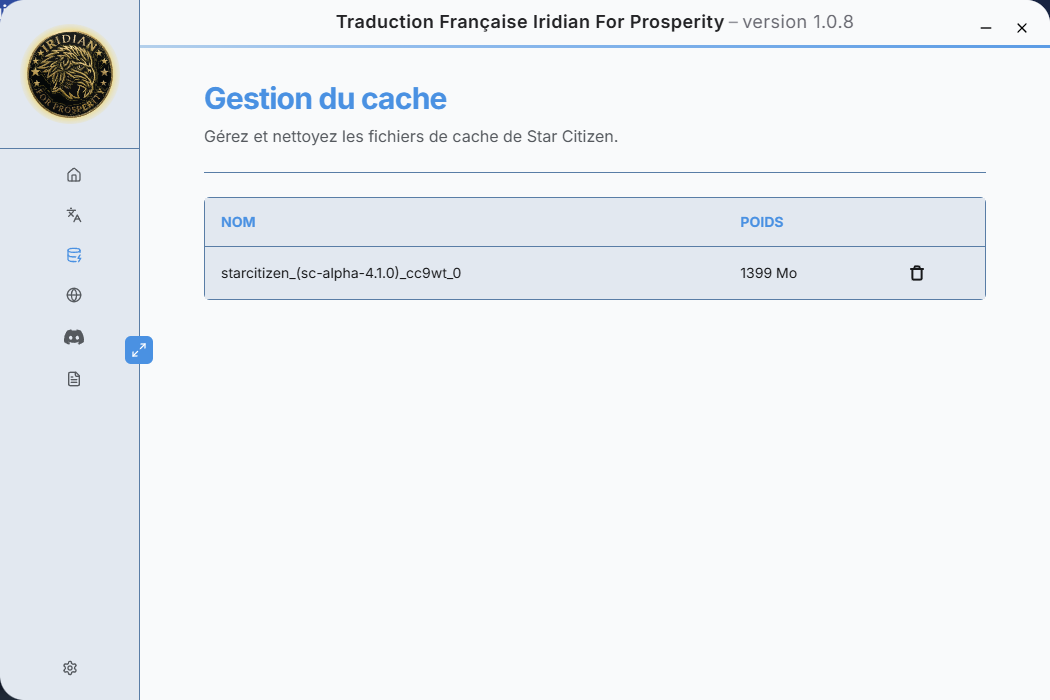 Traduction Française Iridian For Prosperity – version 1.0.8
IRIDIAN
FOR PROSPERITY
Gestion du cache
Gérez et nettoyez les fichiers de cache de Star Citizen.
NOM POIDS
starcitizen_(sc-alpha-4.1.0)_cc9wt_0 1399 Mo